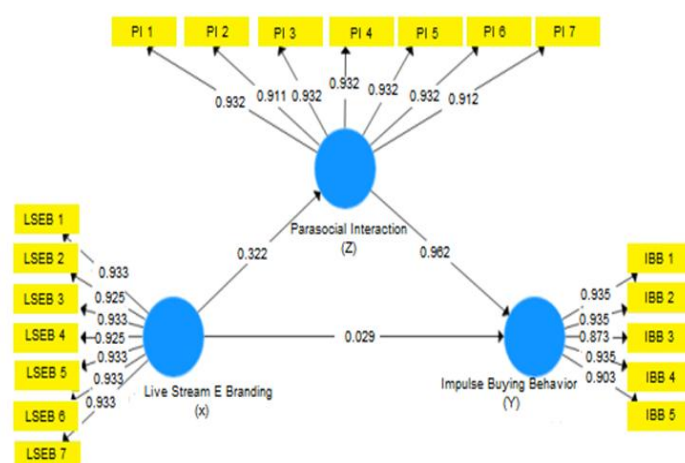 PI 1
PI 2
PI 3
PI 4
PI 5
PI 6
PI 7
0.932
0.911
0.932
0.932
0.932
0.932
0.912
Parasocial Interaction
(Z)
LSEB 1
LSEB 2
LSEB 3
LSEB 4
LSEB 5
LSEB 6
LSEB 7
0.933
0.925
0.933
0.925
0.933
0.933
0.933
0.322
0.962
0.029
Live Stream E Branding
(x)
Impulse Buying Behavior
(Y)
0.935
0.935
0.873
0.935
0.903
IBB 1
IBB 2
IBB 3
IBB 4
IBB 5